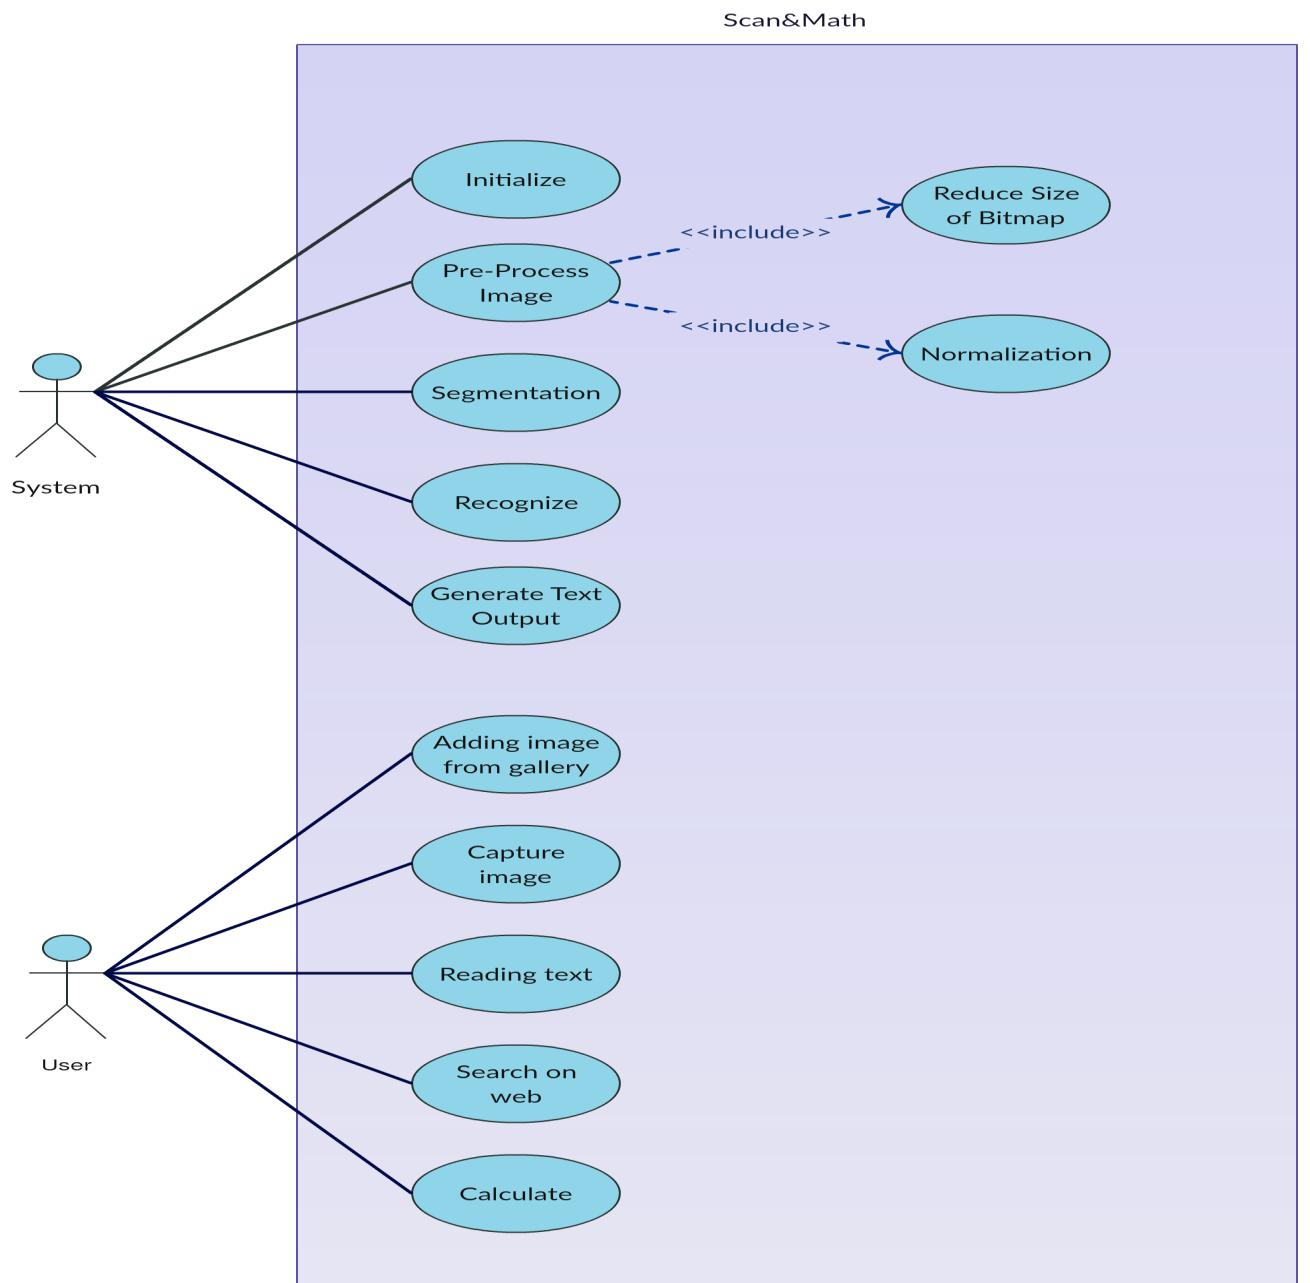 Scan&Math
Initialize
Reduce Size
of Bitmap
<<include>>
Pre-Process
Image
<<include>>
Normalization
Segmentation
System
Recognize
Generate Text
Output
Adding image
from gallery
Capture
image
Reading text
User
Search on
web
Calculate